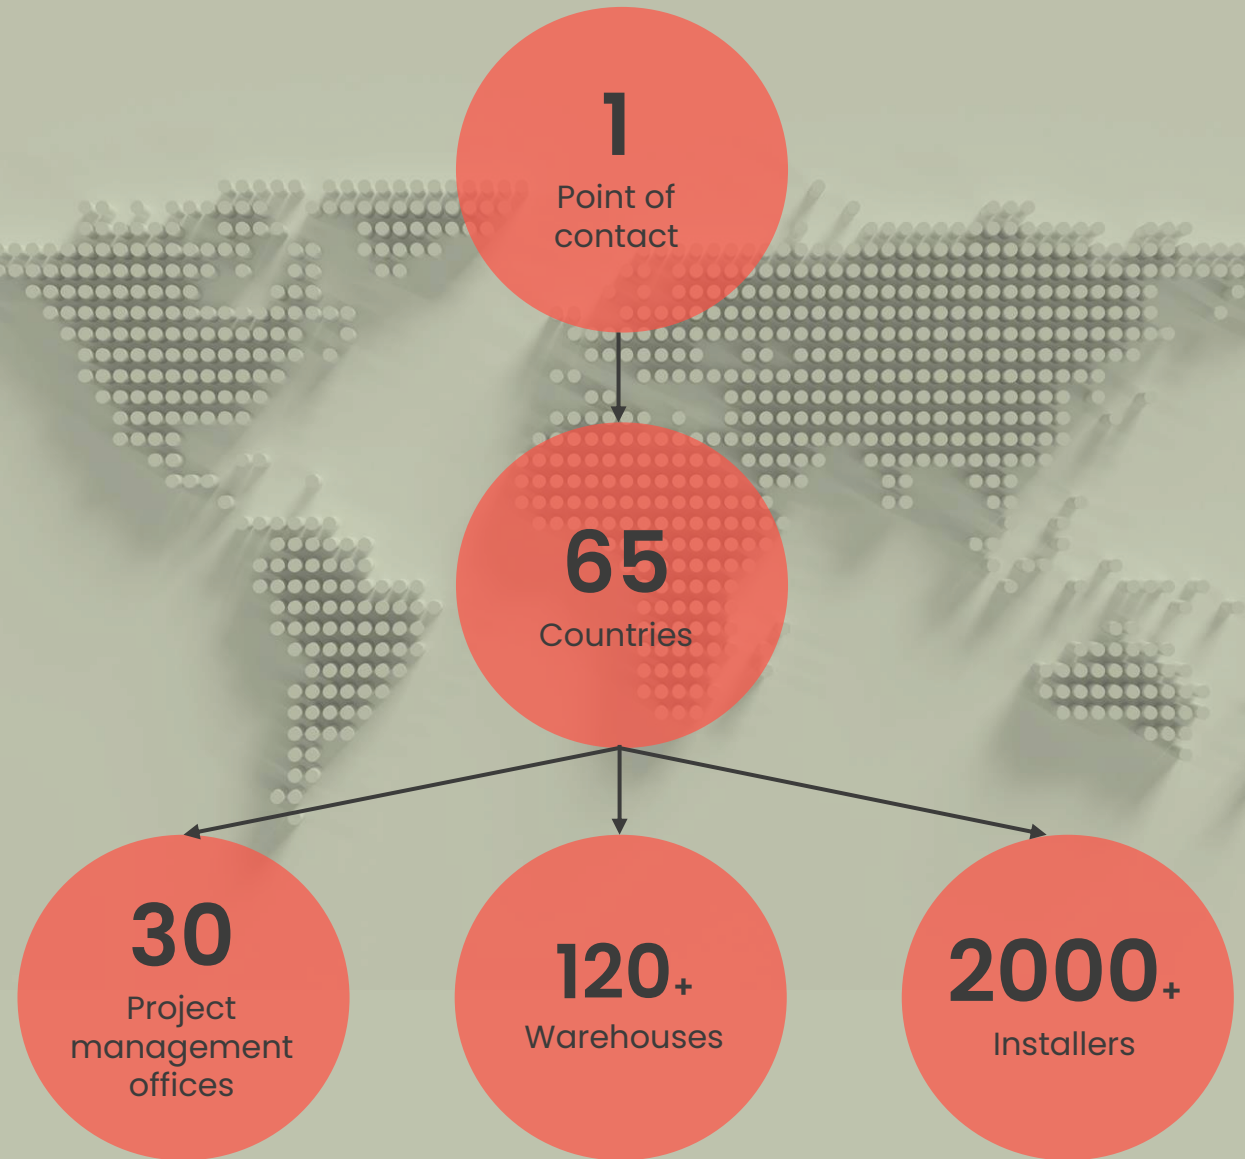 1
Point of
contact
65
Countries
30
Project
management
offices
120+
Warehouses
2000+
Installers